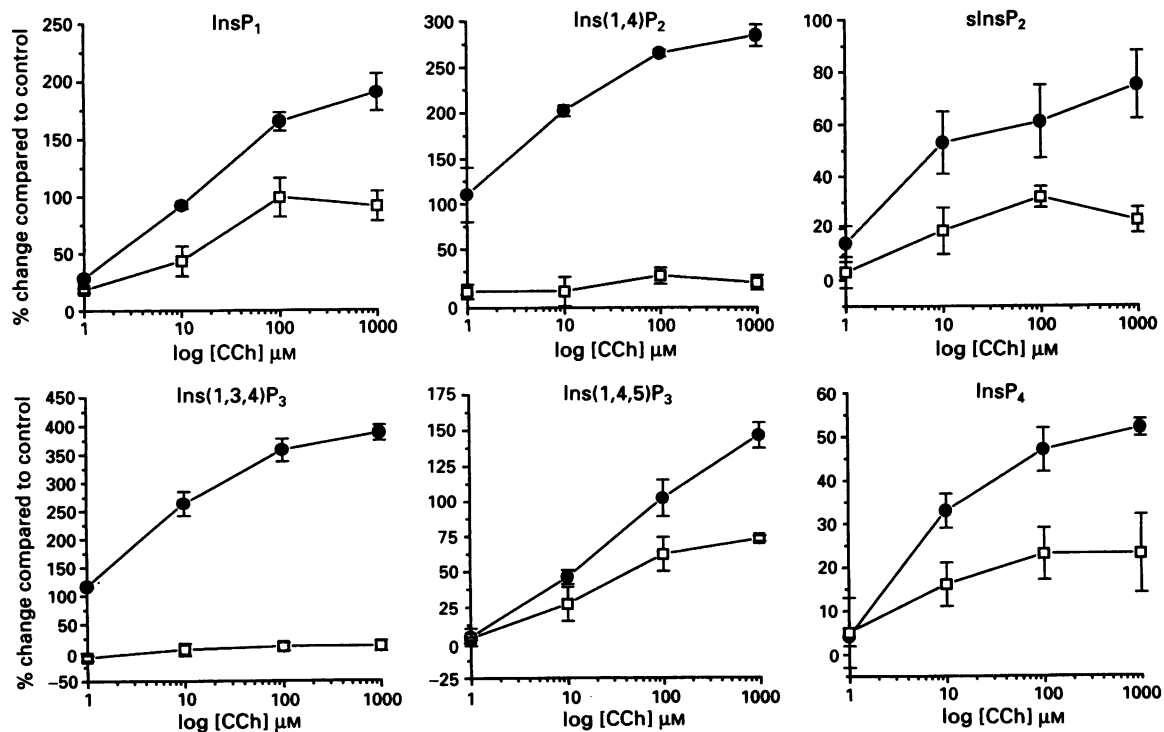 InsP1
% change compared to control
250
200
150
100
50
0
1 10 100 1000
log [CCh] μM
Ins(1,4)P2
300
250
200
150
100
50
0
1 10 100 1000
log [CCh] μM
sInsP2
100
80
60
40
20
0
1 10 100 1000
log [CCh] μM
Ins(1,3,4)P3
% change compared to control
450
400
350
300
250
200
150
100
50
0
−50
1 10 100 1000
log [CCh] μM
Ins(1,4,5)P3
175
150
125
100
75
50
25
0
−25
1 10 100 1000
log [CCh] μM
InsP4
60
50
40
30
20
10
0
1 10 100 1000
log [CCh] μM